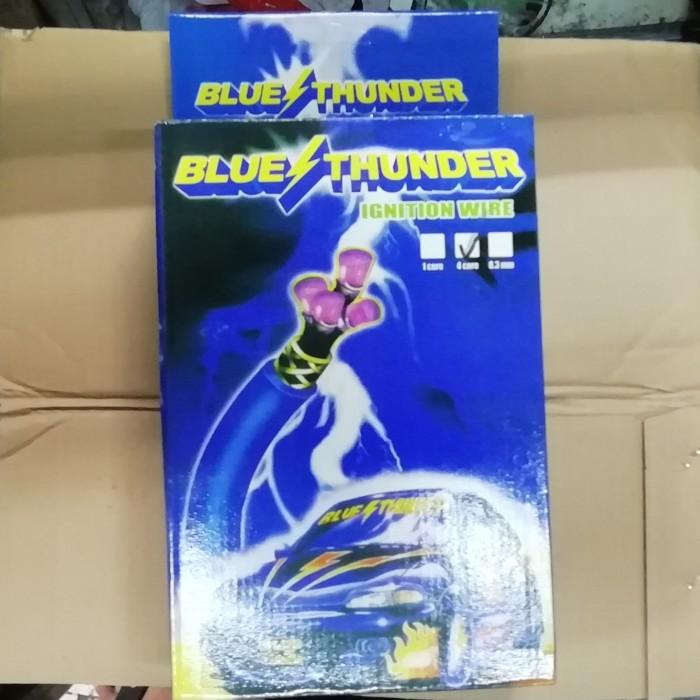 BLUE THUNDER
BLUE THUNDER
IGNITION WIRE
1 core 4 core 8.3 mm
BLUE THUNDER